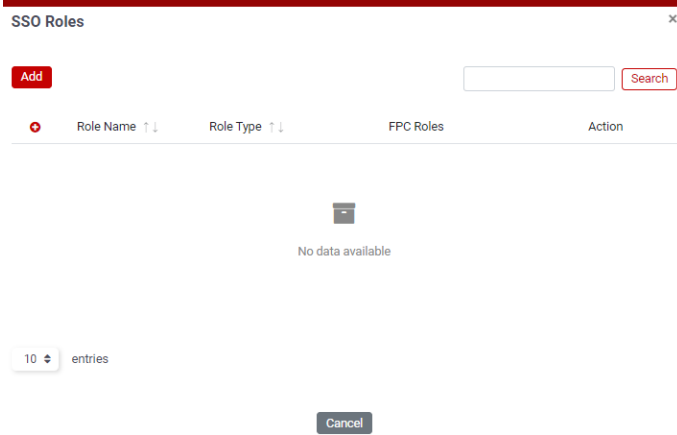 SSO Roles ×
Add Search
Role Name ↑↓ Role Type ↑↓ FPC Roles Action
No data available
10 entries
Cancel